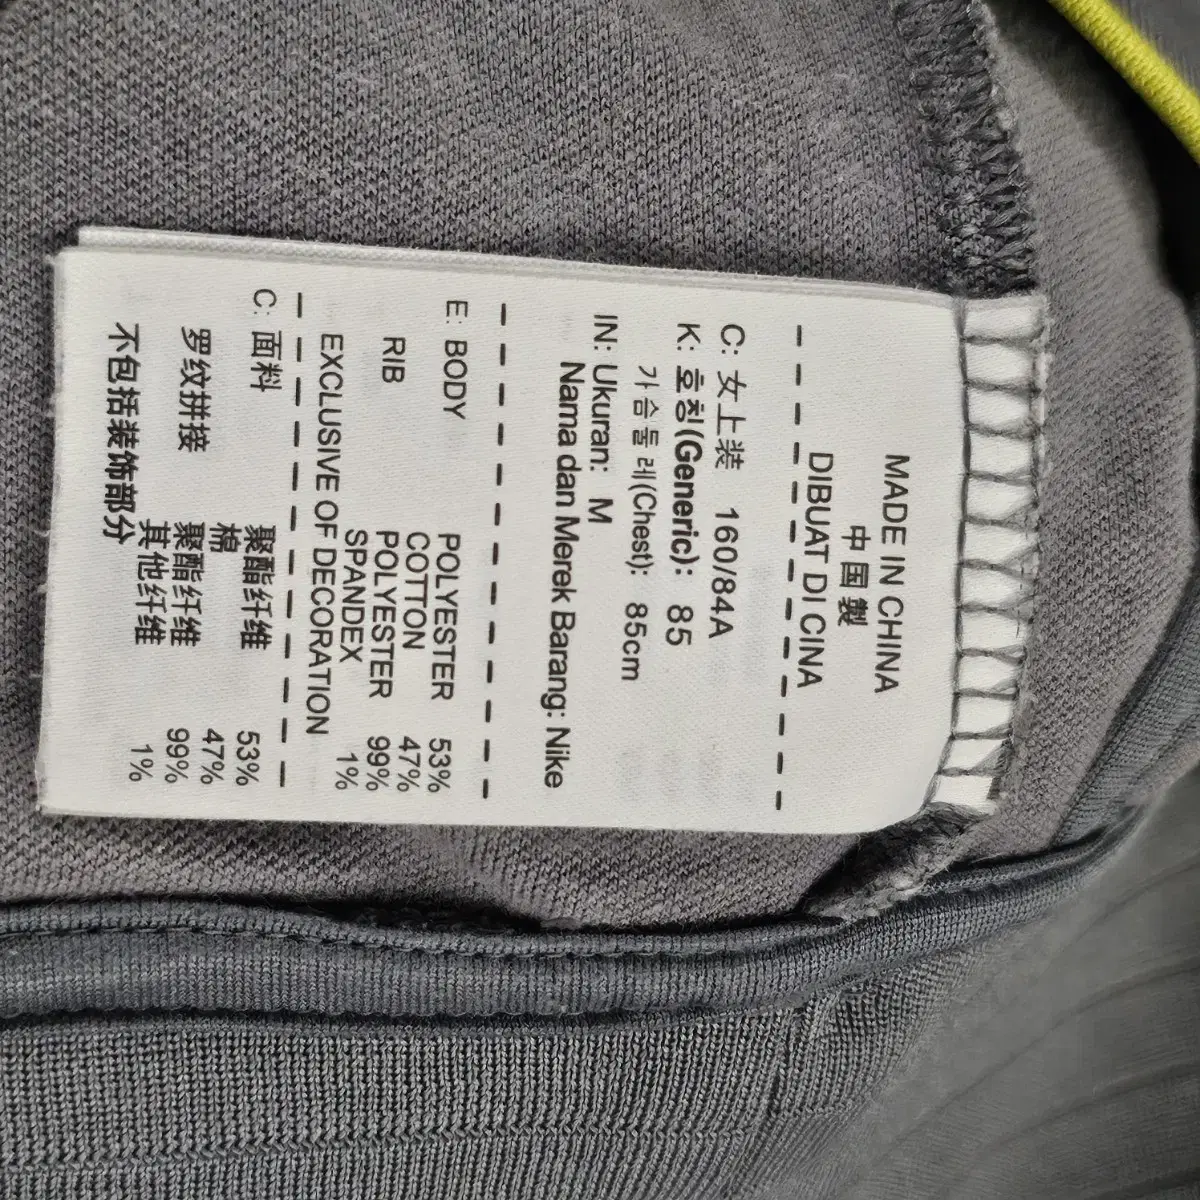 MADE IN CHINA
中 国 製
DIBUAT DI CINA
C: 女上装 160/84A
K: 호칭(Generic): 85
가슴둘레(Chest): 85cm
IN: Ukuran: M
Nama dan Merek Barang: Nike
E: BODY POLYESTER 53%
COTTON 47%
RIB POLYESTER 99%
SPANDEX 1%
EXCLUSIVE OF DECORATION
C: 面料 聚酯纤维 53%
棉 47%
罗纹拼接 聚酯纤维 99%
其他纤维 1%
不包括装饰部分